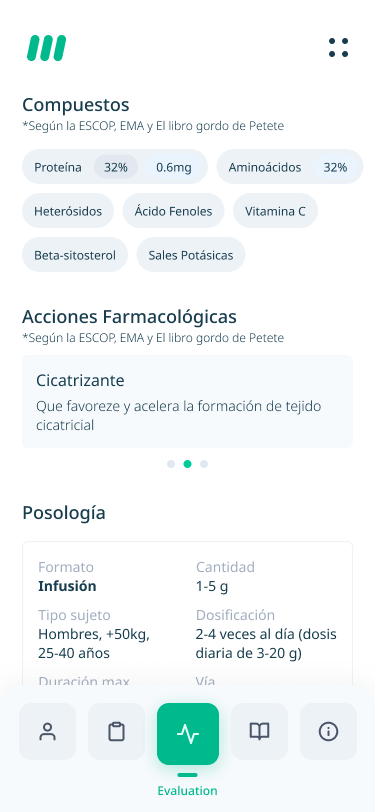 Compuestos
*Según la ESCOP, EMA y El libro gordo de Petete
Proteína 32% 0.6mg Aminoácidos 32%
Heterósidos Ácido Fenoles Vitamina C
Beta-sitosterol Sales Potásicas
Acciones Farmacológicas
*Según la ESCOP, EMA y El libro gordo de Petete
Cicatrizante
Que favoreze y acelera la formación de tejido
cicatricial
Posología
Formato Cantidad
Infusión 1-5 g
Tipo sujeto Dosificación
Hombres, +50kg, 2-4 veces al día (dosis
25-40 años diaria de 3-20 g)
Duración max Vía
Evaluation